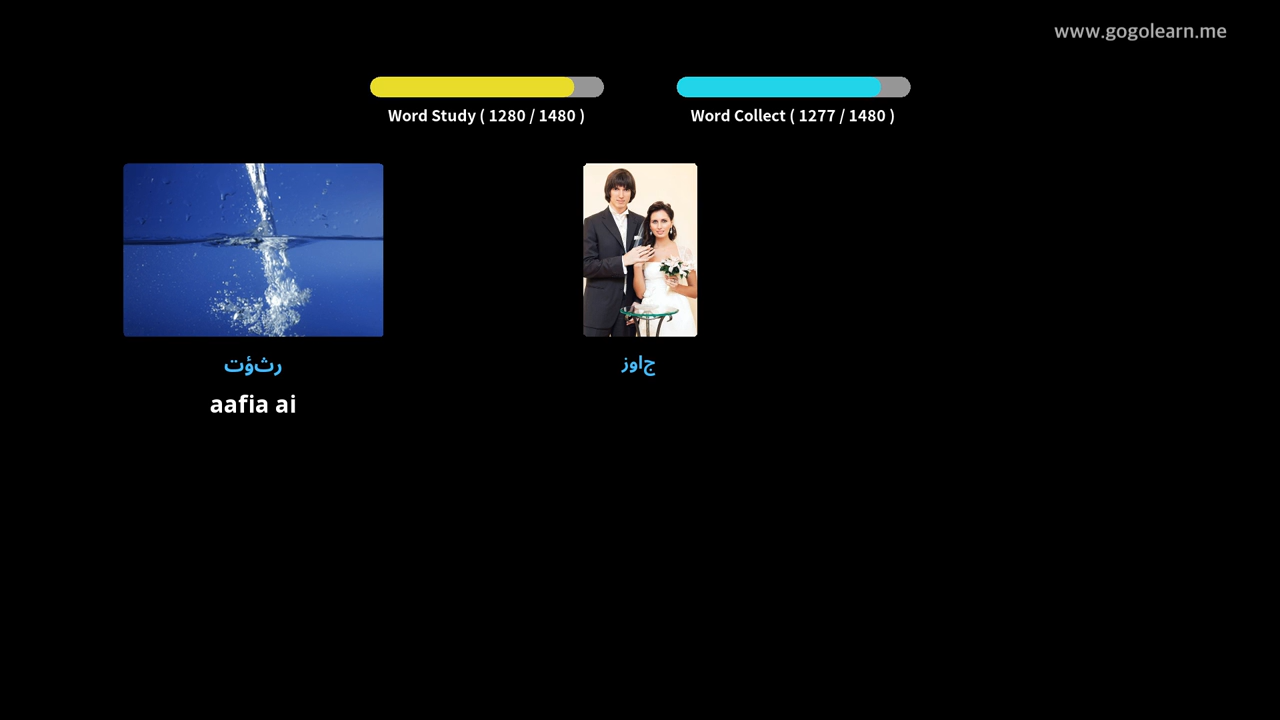 www.gogolearn.me
Word Study ( 1280 / 1480 )
Word Collect ( 1277 / 1480 )
رثؤت
جاوز
aafia ai